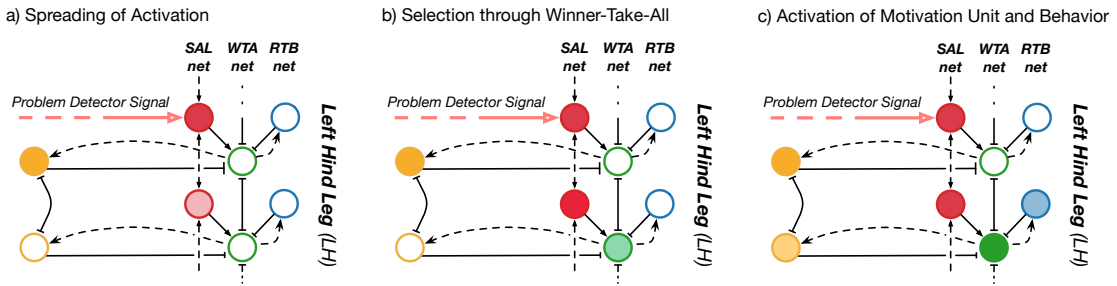 a) Spreading of Activation
SAL net
WTA net
RTB net
Problem Detector Signal
Left Hind Leg (LH)
b) Selection through Winner-Take-All
SAL net
WTA net
RTB net
Problem Detector Signal
Left Hind Leg (LH)
c) Activation of Motivation Unit and Behavior
SAL net
WTA net
RTB net
Problem Detector Signal
Left Hind Leg (LH)